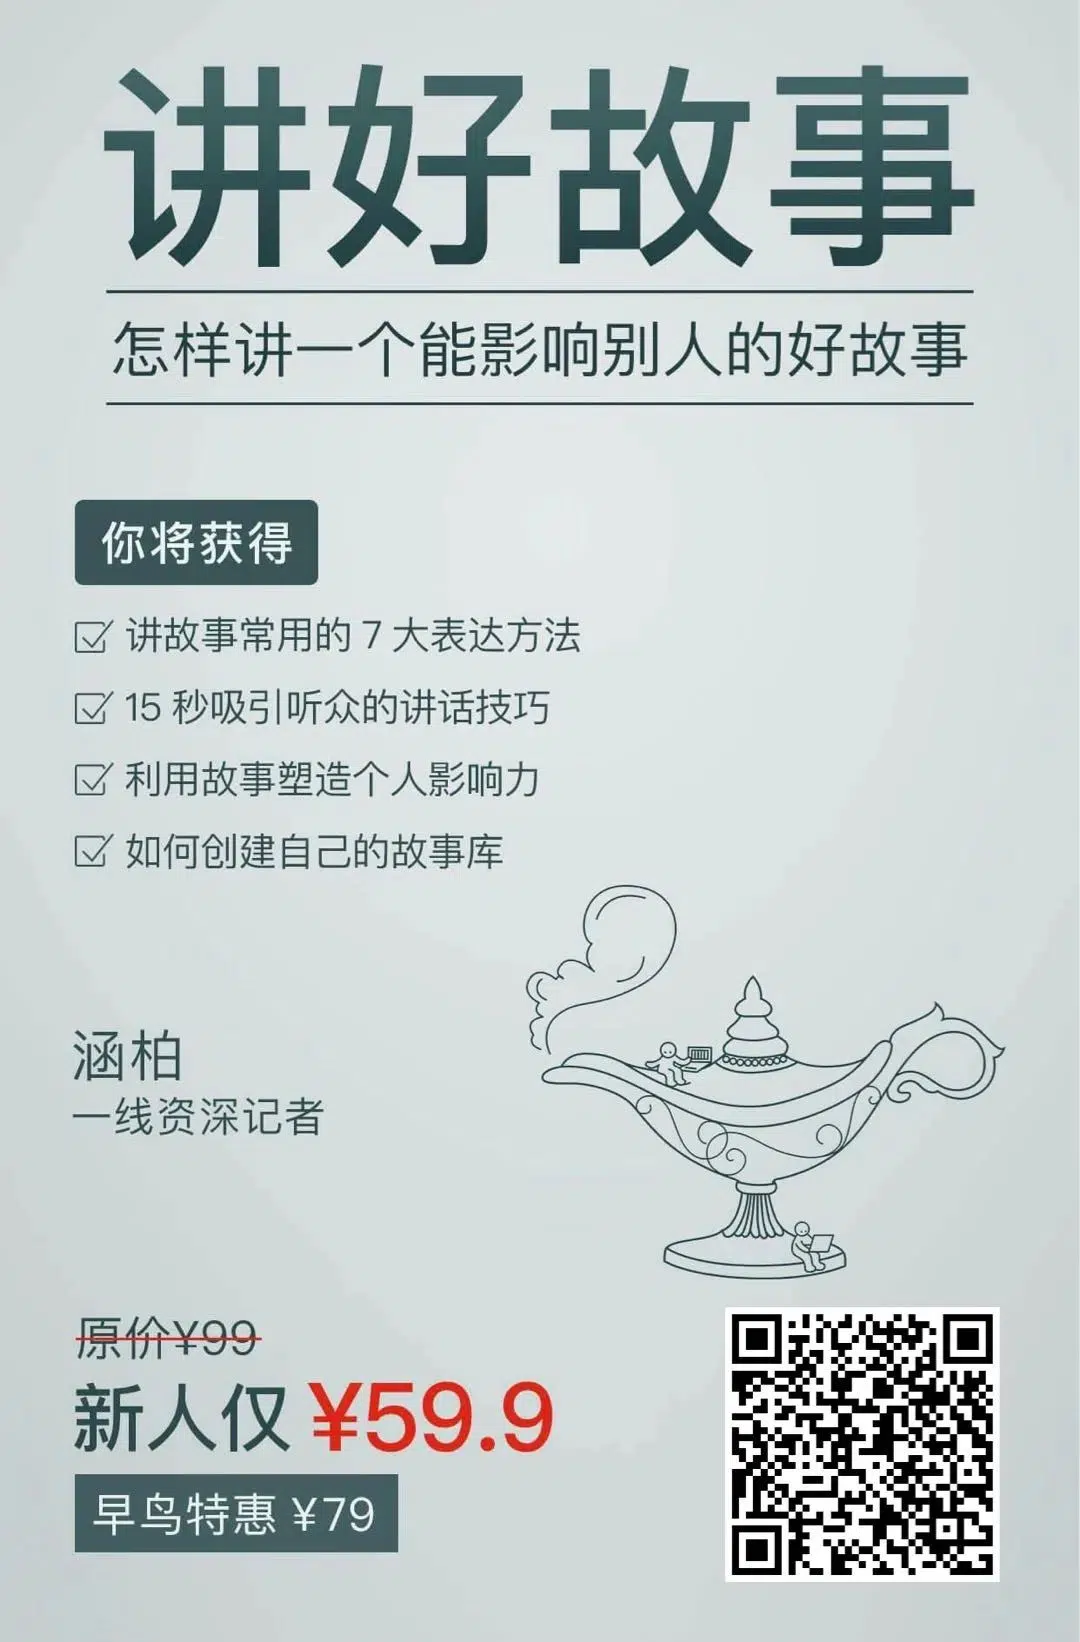 讲好故事
怎样讲一个能影响别人的好故事
你将获得
讲故事常用的 7 大表达方法
15 秒吸引听众的讲话技巧
利用故事塑造个人影响力
如何创建自己的故事库
涵柏
一线资深记者
原价¥99
新人仅 ¥59.9
早鸟特惠 ¥79